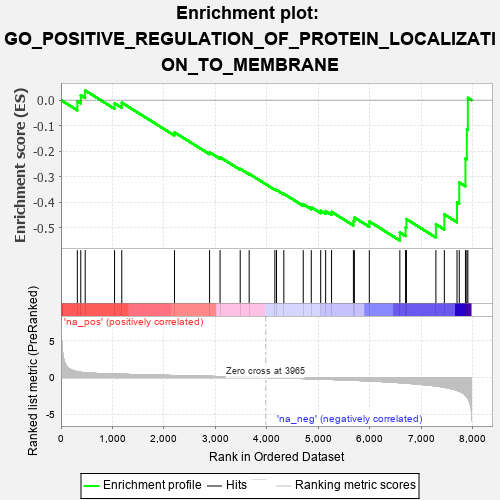 Enrichment plot:
GO_POSITIVE_REGULATION_OF_PROTEIN_LOCALIZATI
ON_TO_MEMBRANE
Enrichment score (ES)
0.0
-0.1
-0.2
-0.3
-0.4
-0.5
'na_pos' (positively correlated)
Ranked list metric (PreRanked)
5
0
-5
Zero cross at 3965
'na_neg' (negatively correlated)
0
1,000
2,000
3,000
4,000
5,000
6,000
7,000
8,000
Rank in Ordered Dataset
Enrichment profile
Hits
Ranking metric scores